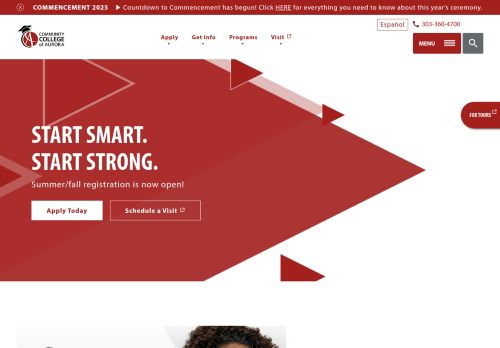 COMMENCEMENT 2025 ▶ Countdown to Commencement has begun! Click HERE for everything you need to know about this year's ceremony.
Español 303-360-4700
COMMUNITY
COLLEGE
of AURORA
Apply Get Info Programs Visit
MENU
FOX TOURS
START SMART.
START STRONG.
Summer/fall registration is now open!
Apply Today Schedule a Visit